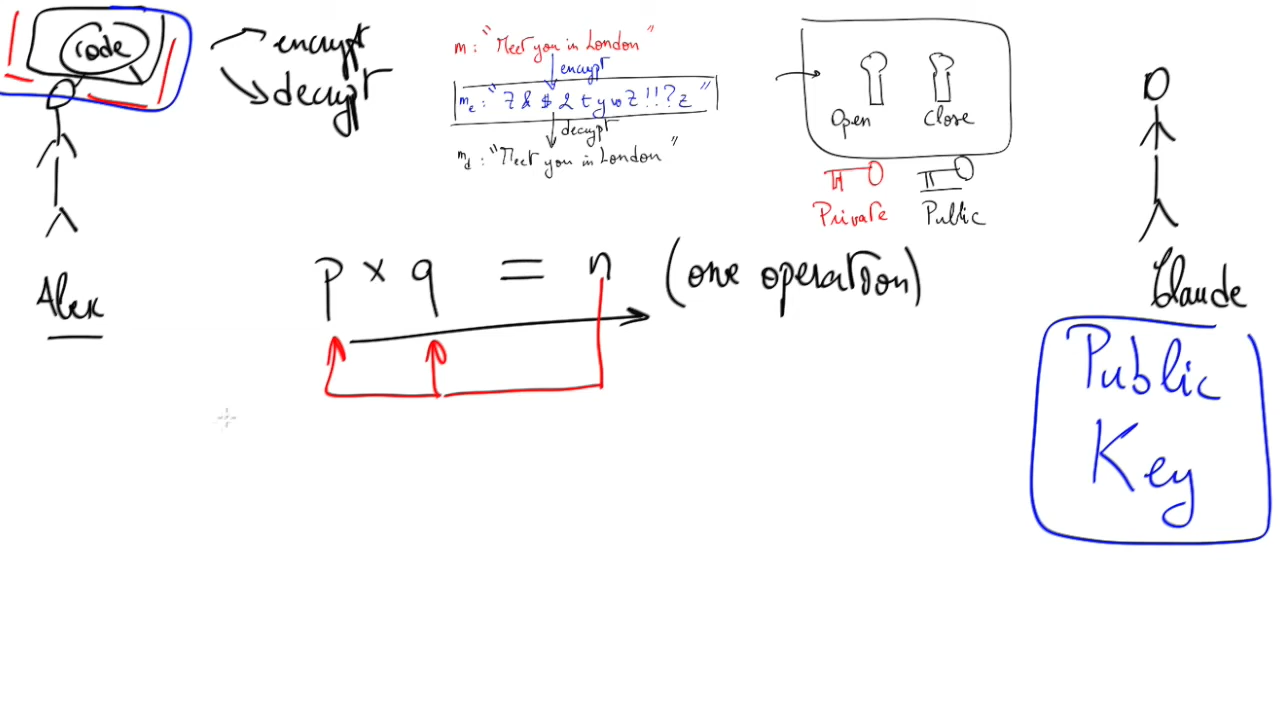 code
encrypt
decrypt
m : "Meet you in London"
encrypt
me : "7 & $ 2 t y w Z !! ? z"
decrypt
md : "Meet you in London"
Open
Close
Private
Public
Alex
p × q = n (one operation)
Claude
Public
Key